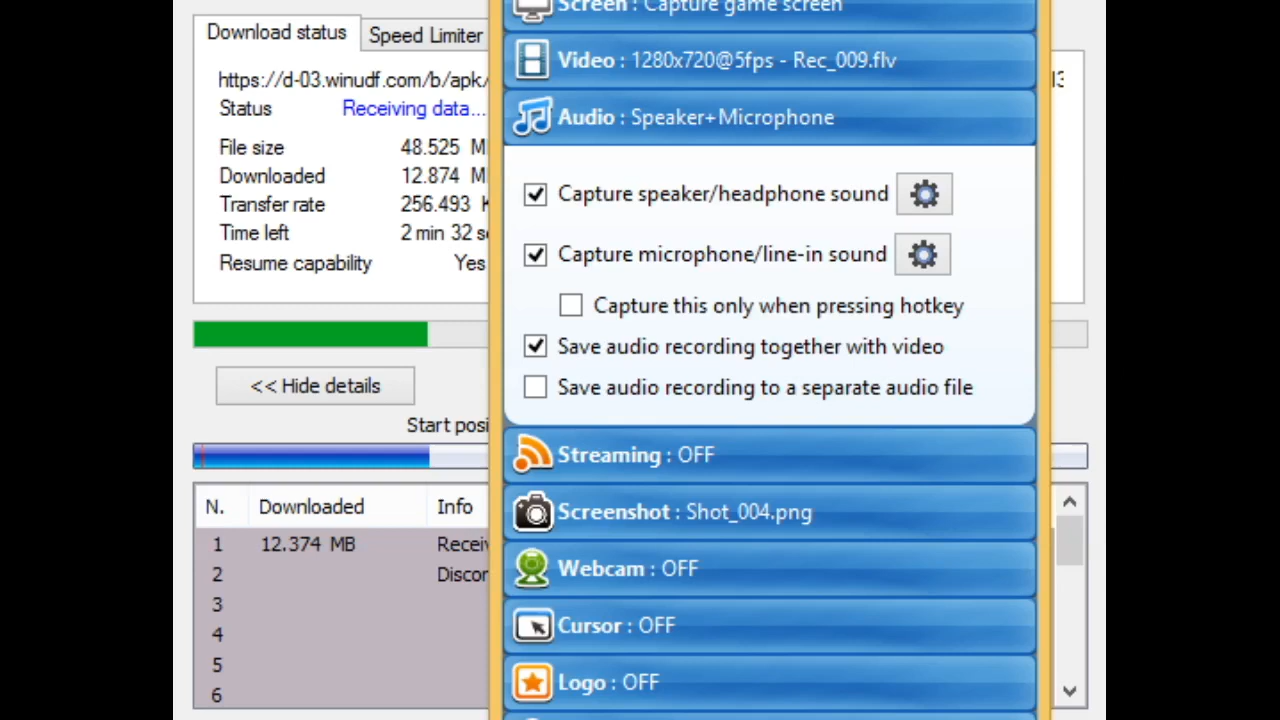 Download status
Speed Limiter
https://d-03.winudf.com/b/apk/
Status Receiving data...
File size 48.525 M
Downloaded 12.874 M
Transfer rate 256.493
Time left 2 min 32 se
Resume capability Yes
<< Hide details
Start posi
N. Downloaded Info
1 12.374 MB Recei
2 Discor
3
4
5
6
Screen : Capture game screen
Video : 1280x720@5fps - Rec_009.flv
Audio : Speaker+Microphone
Capture speaker/headphone sound
Capture microphone/line-in sound
Capture this only when pressing hotkey
Save audio recording together with video
Save audio recording to a separate audio file
Streaming : OFF
Screenshot : Shot_004.png
Webcam : OFF
Cursor : OFF
Logo : OFF